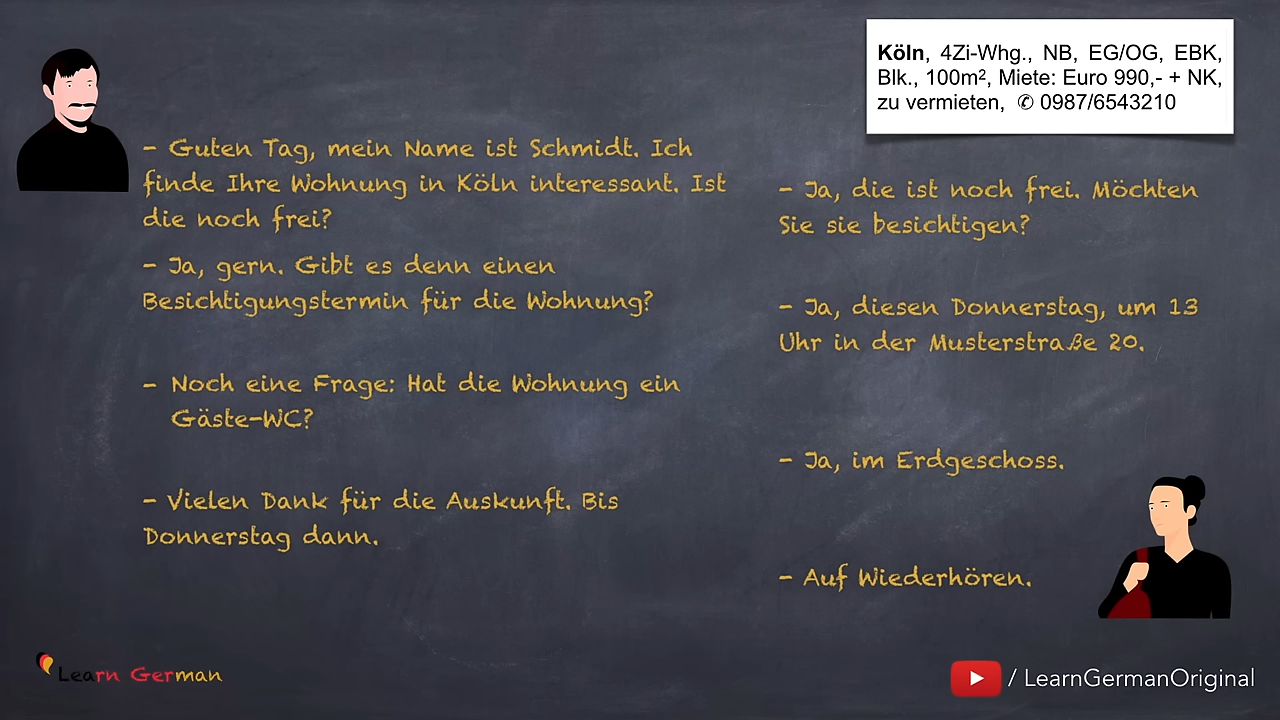 Köln, 4Zi-Whg., NB, EG/OG, EBK,
Blk., 100m², Miete: Euro 990,- + NK,
zu vermieten, ✆ 0987/6543210
- Guten Tag, mein Name ist Schmidt. Ich
finde Ihre Wohnung in Köln interessant. Ist
die noch frei?
- Ja, die ist noch frei. Möchten
Sie sie besichtigen?
- Ja, gern. Gibt es denn einen
Besichtigungstermin für die Wohnung?
- Ja, diesen Donnerstag, um 13
Uhr in der Musterstraße 20.
- Noch eine Frage: Hat die Wohnung ein
Gäste-WC?
- Ja, im Erdgeschoss.
- Vielen Dank für die Auskunft. Bis
Donnerstag dann.
- Auf Wiederhören.
Learn German
/ LearnGermanOriginal